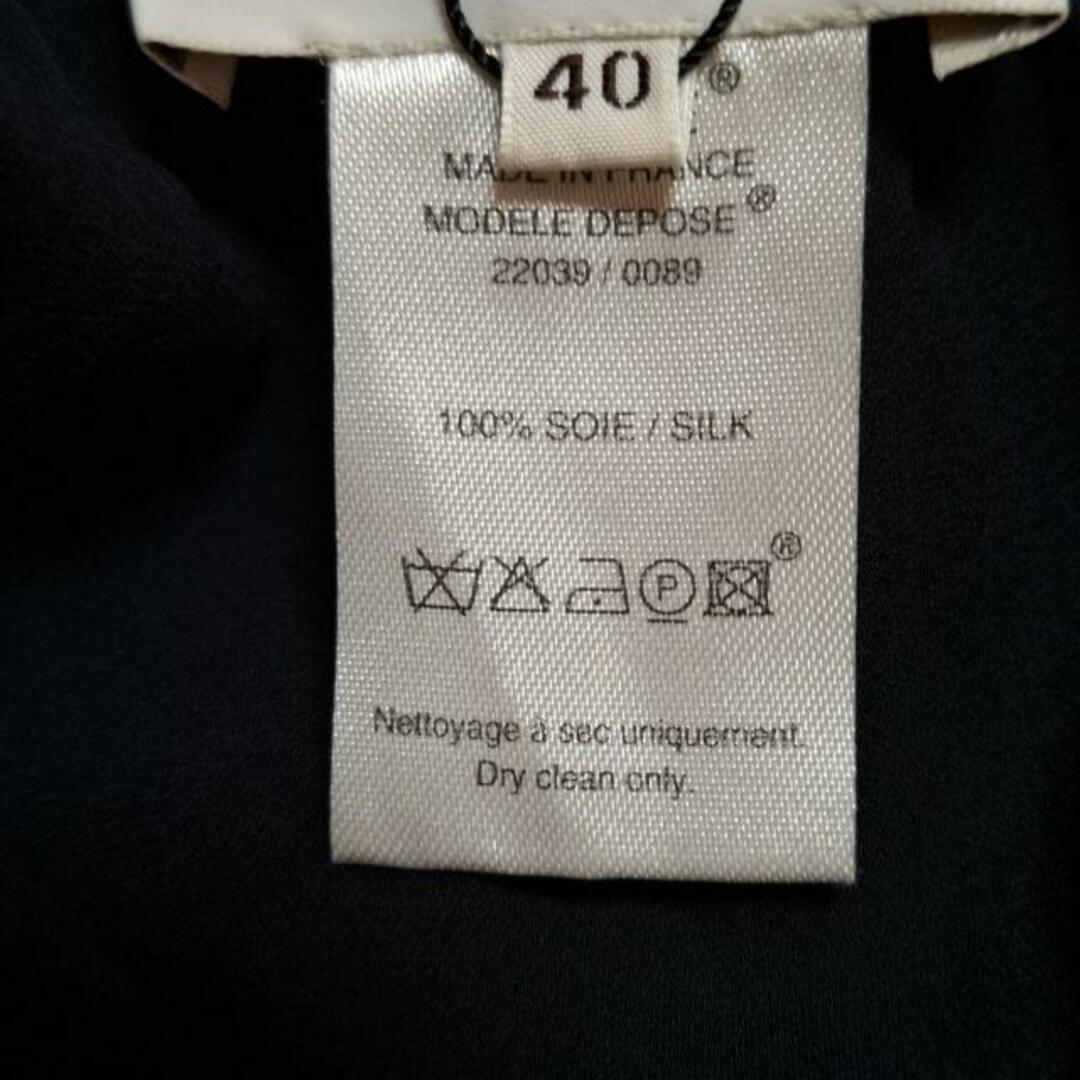 40
®
MADE IN FRANCE
MODELE DEPOSE ®
22039 / 0089
100% SOIE / SILK
P
®
Nettoyage à sec uniquement.
Dry clean only.